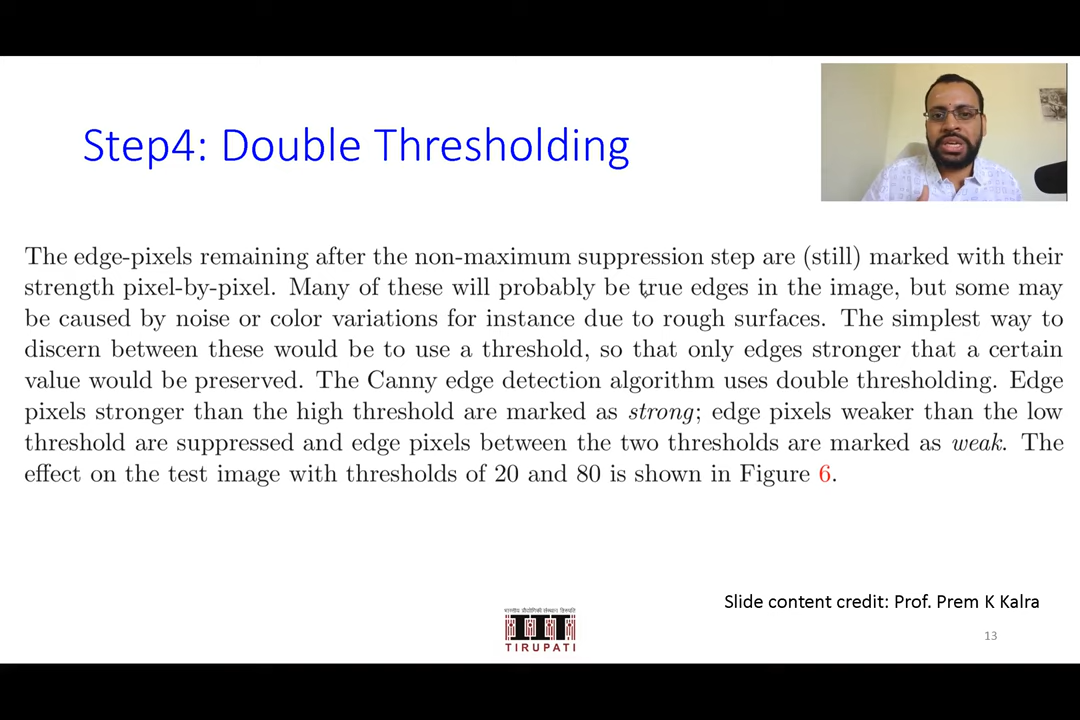 Step4: Double Thresholding
The edge-pixels remaining after the non-maximum suppression step are (still) marked with their
strength pixel-by-pixel. Many of these will probably be true edges in the image, but some may
be caused by noise or color variations for instance due to rough surfaces. The simplest way to
discern between these would be to use a threshold, so that only edges stronger that a certain
value would be preserved. The Canny edge detection algorithm uses double thresholding. Edge
pixels stronger than the high threshold are marked as strong; edge pixels weaker than the low
threshold are suppressed and edge pixels between the two thresholds are marked as weak. The
effect on the test image with thresholds of 20 and 80 is shown in Figure 6.
Slide content credit: Prof. Prem K Kalra
भारतीय प्रौद्योगिकी संस्थान तिरुपति
TIRUPATI
13